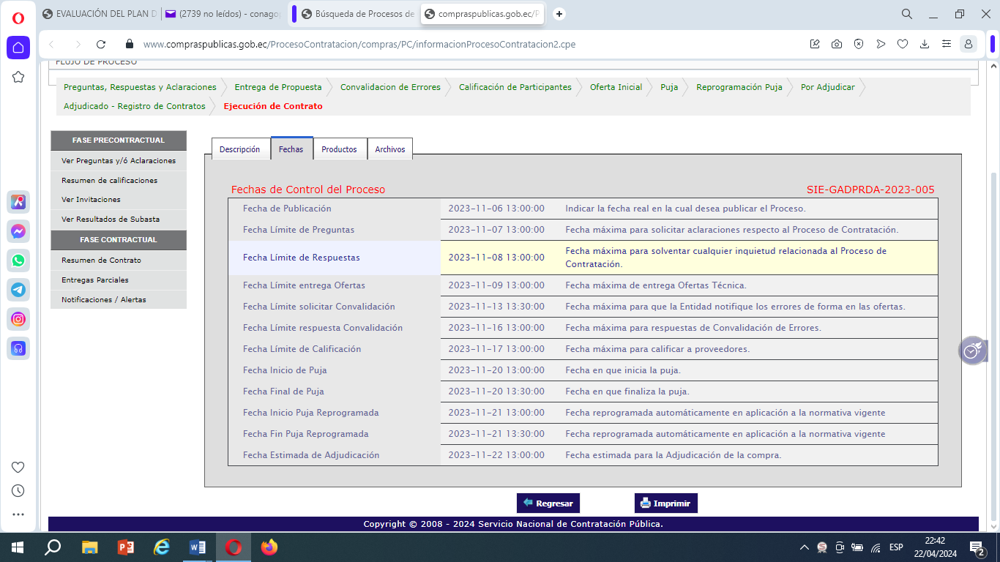 EVALUACIÓN DEL PLAN D
(2739 no leídos) - conago
Búsqueda de Procesos de
compraspublicas.gob.ec/P
www.compraspublicas.gob.ec/ProcesoContratacion/compras/PC/informacionProcesoContratacion2.cpe
FLUJO DE PROCESO
Preguntas, Respuestas y Aclaraciones Entrega de Propuesta Convalidacion de Errores Calificación de Participantes Oferta Inicial Puja Reprogramación Puja Por Adjudicar
Adjudicado - Registro de Contratos Ejecución de Contrato
FASE PRECONTRACTUAL
Ver Preguntas y/ó Aclaraciones
Resumen de calificaciones
Ver Invitaciones
Ver Resultados de Subasta
FASE CONTRACTUAL
Resumen de Contrato
Entregas Parciales
Notificaciones / Alertas
Descripción Fechas Productos Archivos
Fechas de Control del Proceso SIE-GADPRDA-2023-005
Fecha de Publicación 2023-11-06 13:00:00 Indicar la fecha real en la cual desea publicar el Proceso.
Fecha Límite de Preguntas 2023-11-07 13:00:00 Fecha máxima para solicitar aclaraciones respecto al Proceso de Contratación.
Fecha Límite de Respuestas 2023-11-08 13:00:00 Fecha máxima para solventar cualquier inquietud relacionada al Proceso de
Contratación.
Fecha Límite entrega Ofertas 2023-11-09 13:00:00 Fecha máxima de entrega Ofertas Técnica.
Fecha Límite solicitar Convalidación 2023-11-13 13:30:00 Fecha máxima para que la Entidad notifique los errores de forma en las ofertas.
Fecha Límite respuesta Convalidación 2023-11-16 13:00:00 Fecha máxima para respuestas de Convalidación de Errores.
Fecha Límite de Calificación 2023-11-17 13:00:00 Fecha máxima para calificar a proveedores.
Fecha Inicio de Puja 2023-11-20 13:00:00 Fecha en que inicia la puja.
Fecha Final de Puja 2023-11-20 13:30:00 Fecha en que finaliza la puja.
Fecha Inicio Puja Reprogramada 2023-11-21 13:00:00 Fecha reprogramada automáticamente en aplicación a la normativa vigente
Fecha Fin Puja Reprogramada 2023-11-21 13:30:00 Fecha reprogramada automáticamente en aplicación a la normativa vigente
Fecha Estimada de Adjudicación 2023-11-22 13:00:00 Fecha estimada para la Adjudicación de la compra.
Regresar Imprimir
Copyright © 2008 - 2024 Servicio Nacional de Contratación Pública.
ESP
22:42
22/04/2024
2